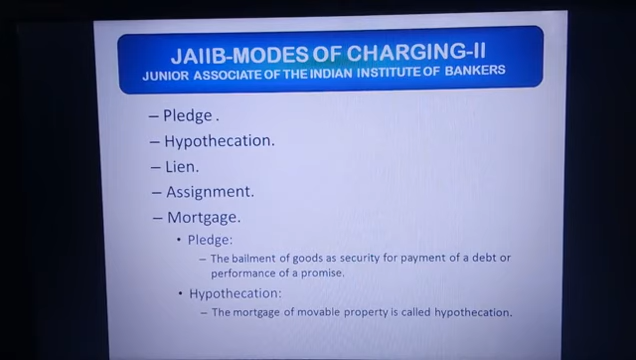 JAIIB-MODES OF CHARGING-II
JUNIOR ASSOCIATE OF THE INDIAN INSTITUTE OF BANKERS
– Pledge .
– Hypothecation.
– Lien.
– Assignment.
– Mortgage.
• Pledge:
– The bailment of goods as security for payment of a debt or
performance of a promise.
• Hypothecation:
– The mortgage of movable property is called hypothecation.